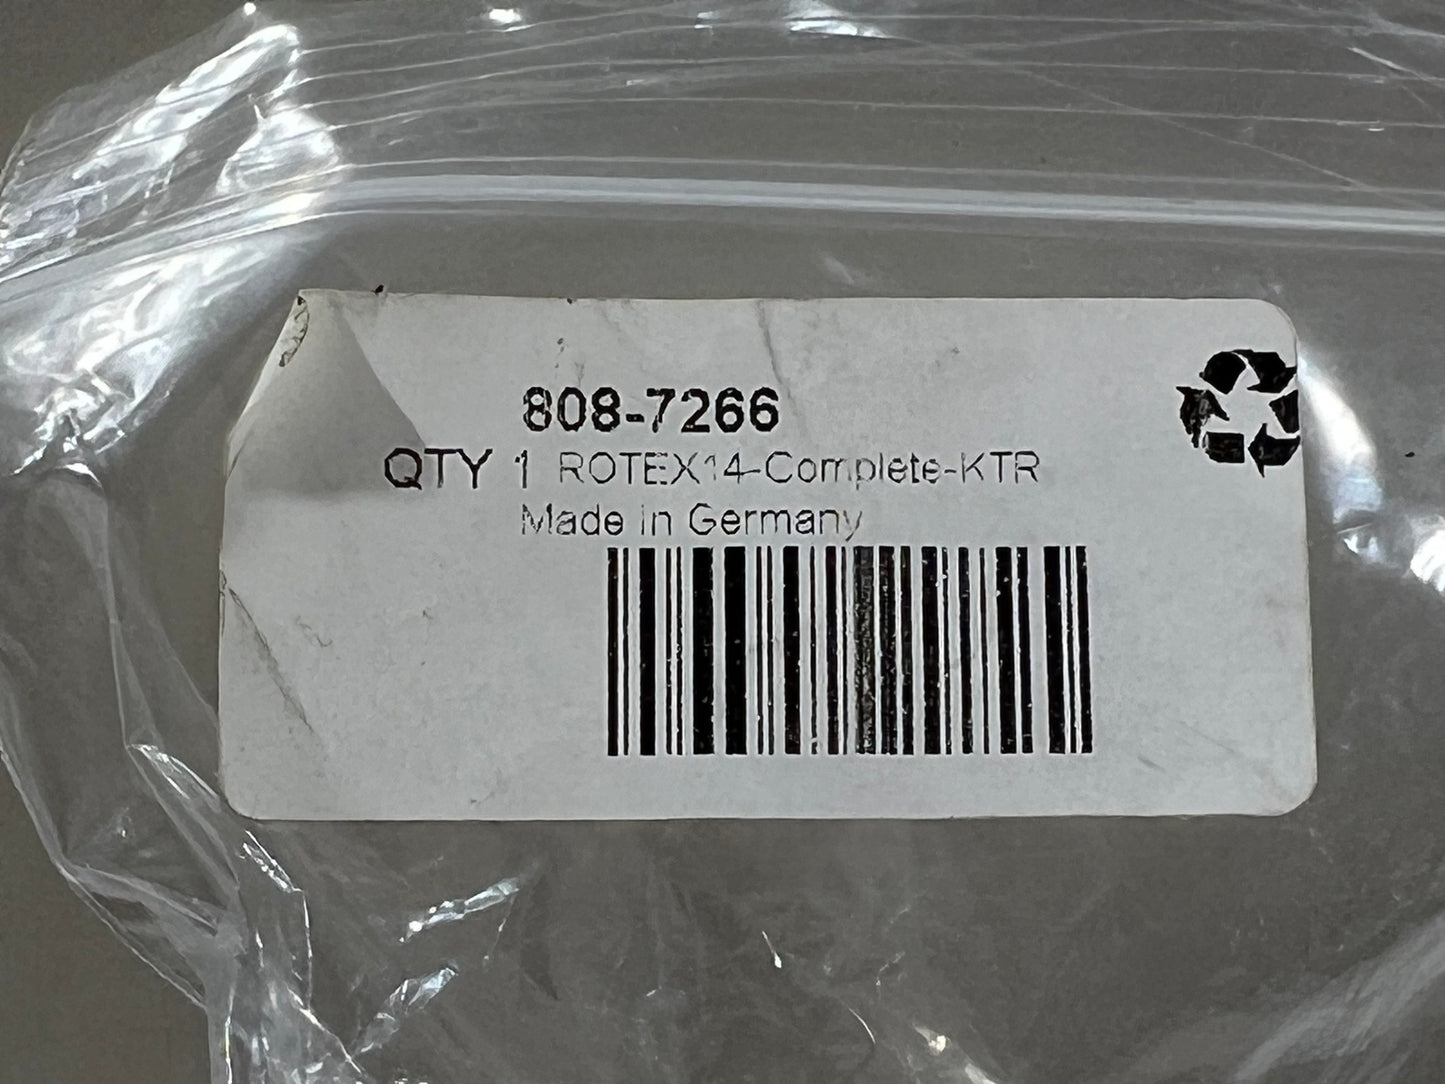 808-7266
QTY 1 ROTEX14-Complete-KTR
Made in Germany